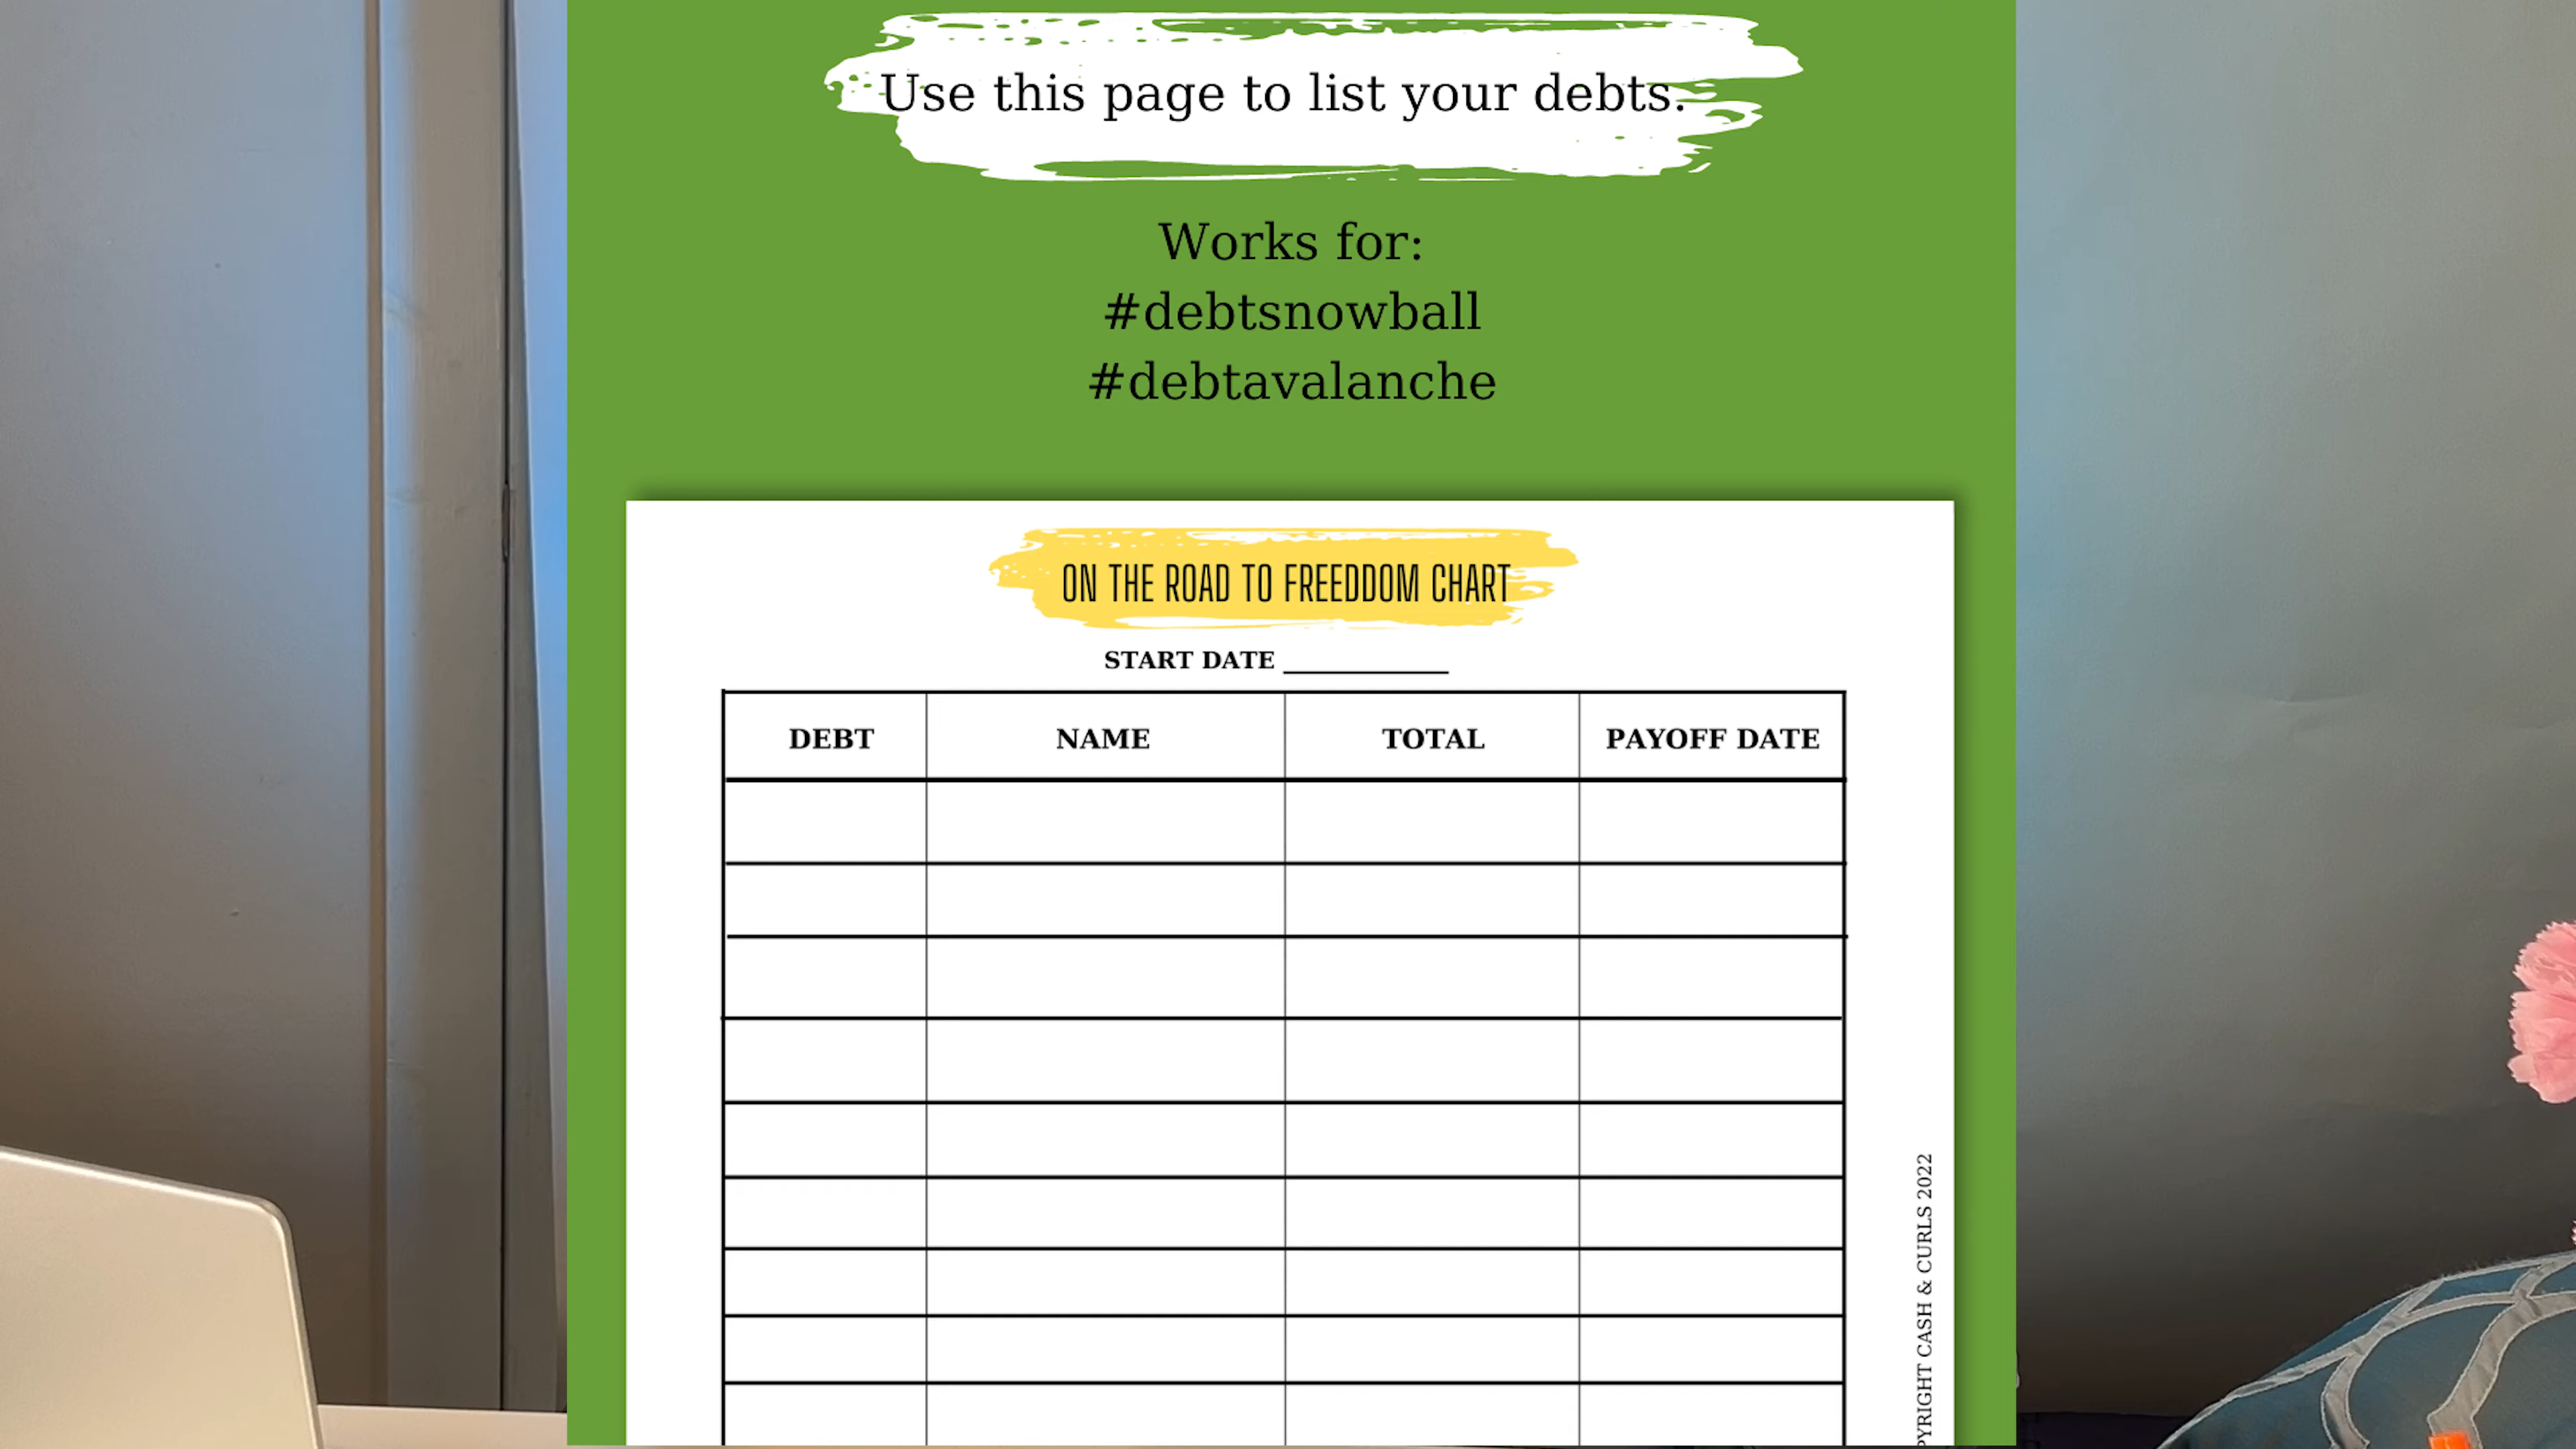 Use this page to list your debts.
Works for:
#debtsnowball
#debtavalanche
ON THE ROAD TO FREEDDOM CHART
START DATE
DEBT NAME TOTAL PAYOFF DATE
CASH & CURLS 2022